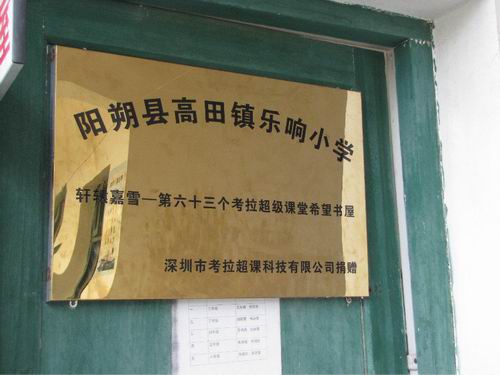 阳朔县高田镇乐响小学
轩辕嘉雪—第六十三个考拉超级课堂希望书屋
深圳市考拉超课科技有限公司捐赠